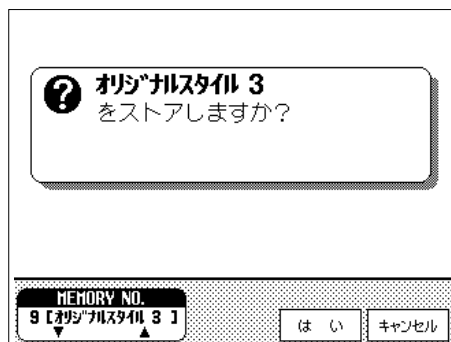 オリジナルスタイル 3
をストアしますか?
MEMORY NO.
9 [オリジナルスタイル 3 ]
▼ ▲
は い
キャンセル